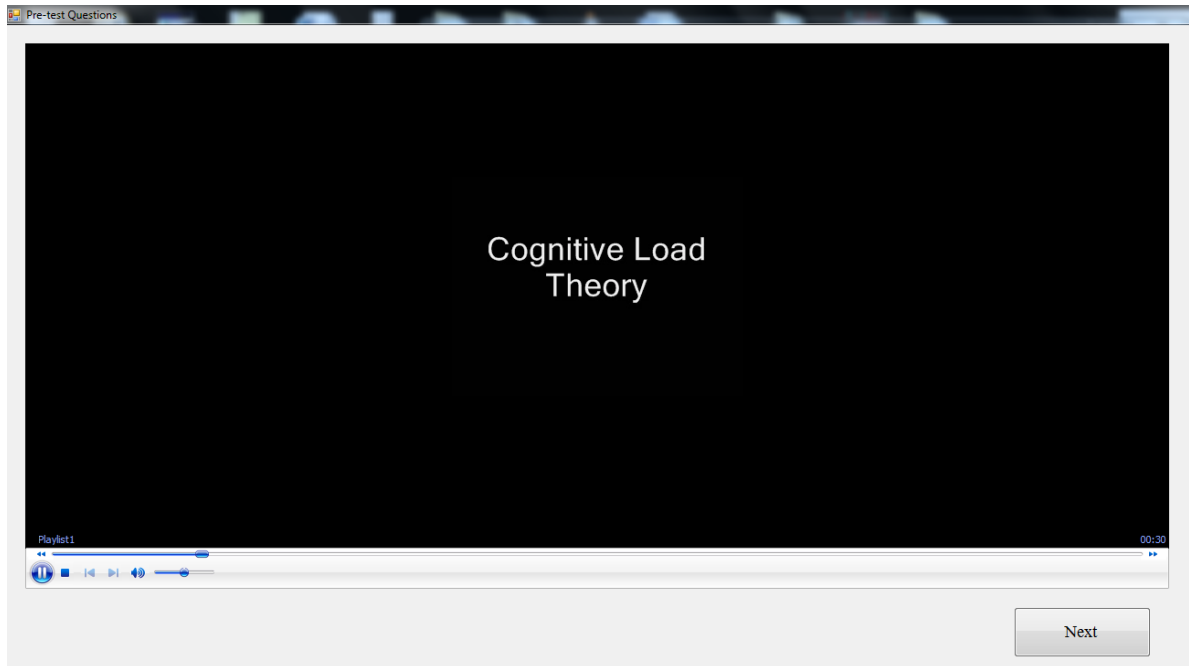 Pre-test Questions
Cognitive Load
Theory
Playlist1
00:30
Next